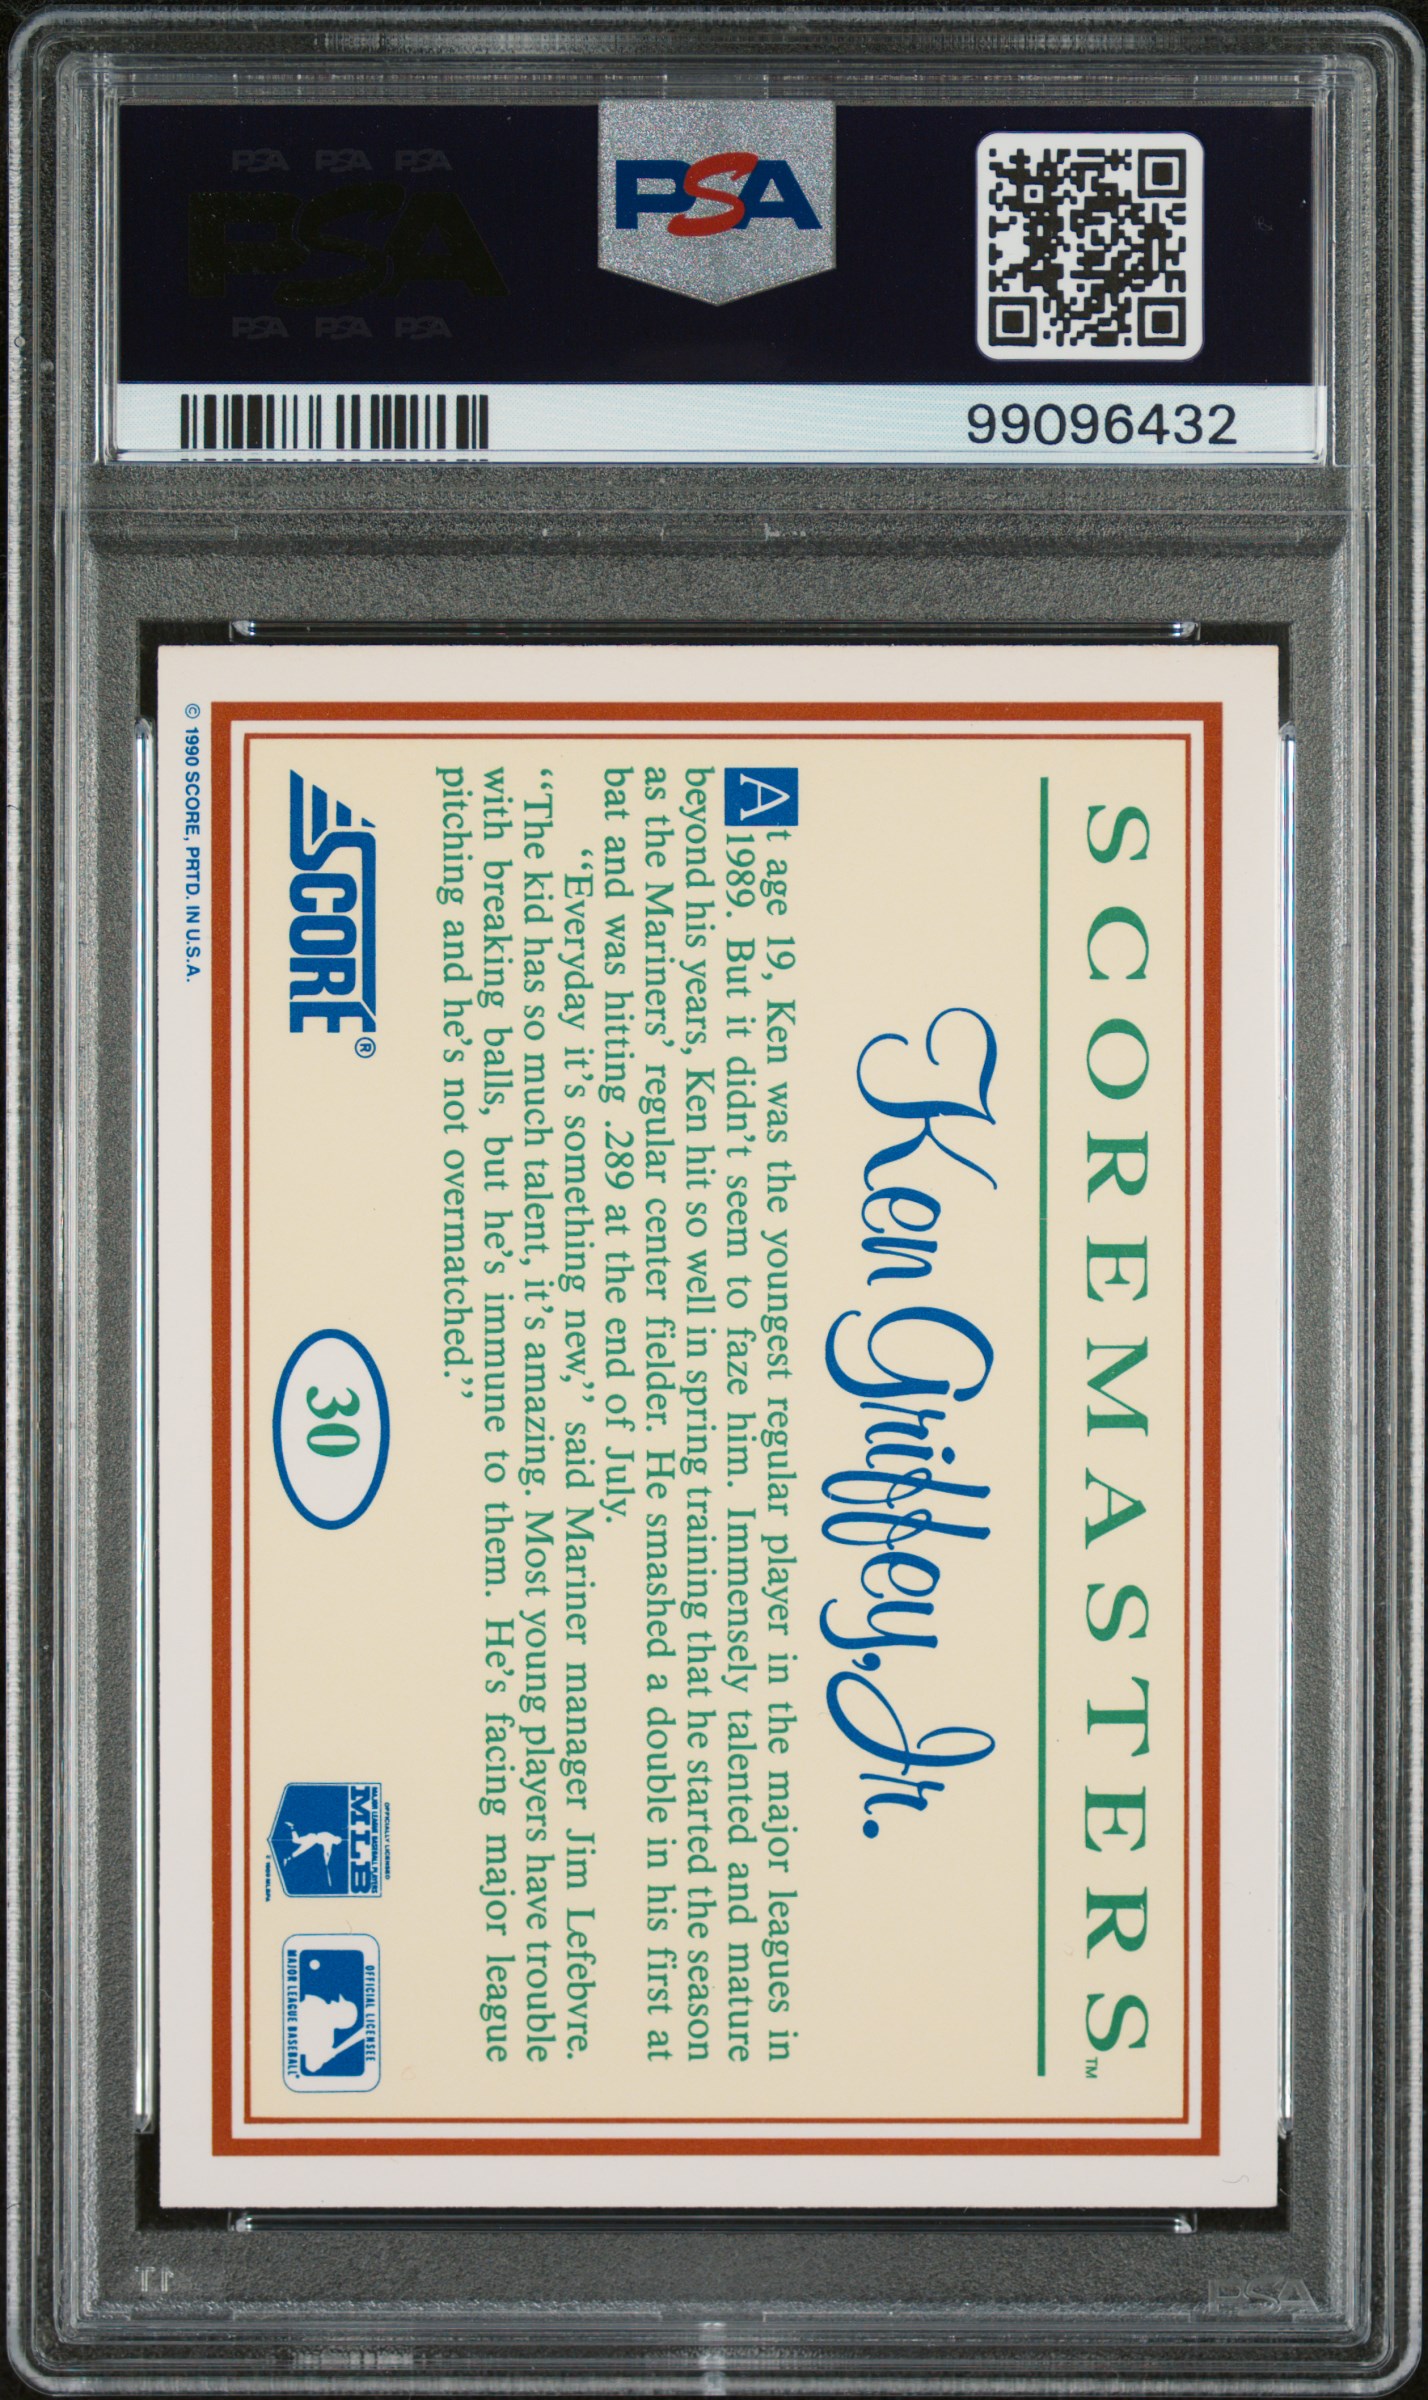 PSA PSA PSA
PSA
PSA PSA PSA
PSA
99096432
SCOREMASTERS™
Ken Griffey, Jr.
At age 19, Ken was the youngest regular player in the major leagues in
1989. But it didn't seem to faze him. Immensely talented and mature
beyond his years, Ken hit so well in spring training that he started the season
as the Mariners' regular center fielder. He smashed a double in his first at
bat and was hitting .289 at the end of July.
“Everyday it's something new,” said Mariner manager Jim Lefebvre.
“The kid has so much talent, it's amazing. Most young players have trouble
with breaking balls, but he's immune to them. He's facing major league
pitching and he's not overmatched.”
SCORE®
30
OFFICIALLY LICENSED
MAJOR LEAGUE BASEBALL PLAYERS
MLB
OFFICIAL LICENSEE
MAJOR LEAGUE BASEBALL
© 1990 SCORE, PRTD. IN U.S.A.
PSA